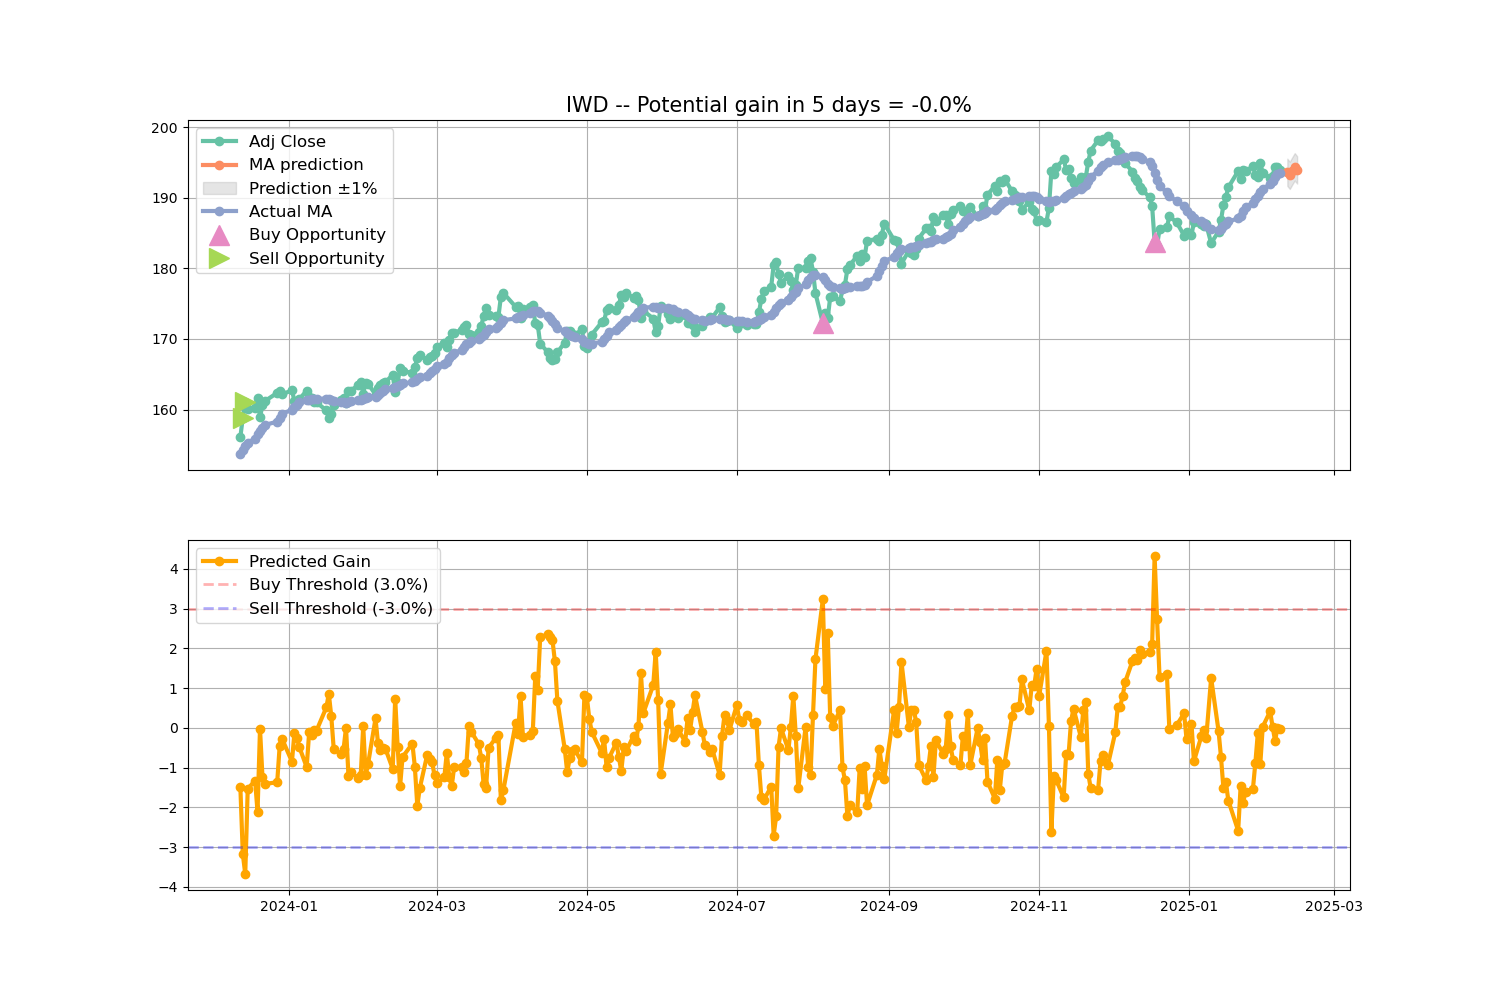 IWD -- Potential gain in 5 days = -0.0%
200
190
180
170
160
Adj Close
MA prediction
Prediction ±1%
Actual MA
Buy Opportunity
Sell Opportunity
4
3
2
1
0
−1
−2
−3
−4
Predicted Gain
Buy Threshold (3.0%)
Sell Threshold (-3.0%)
2024-01
2024-03
2024-05
2024-07
2024-09
2024-11
2025-01
2025-03